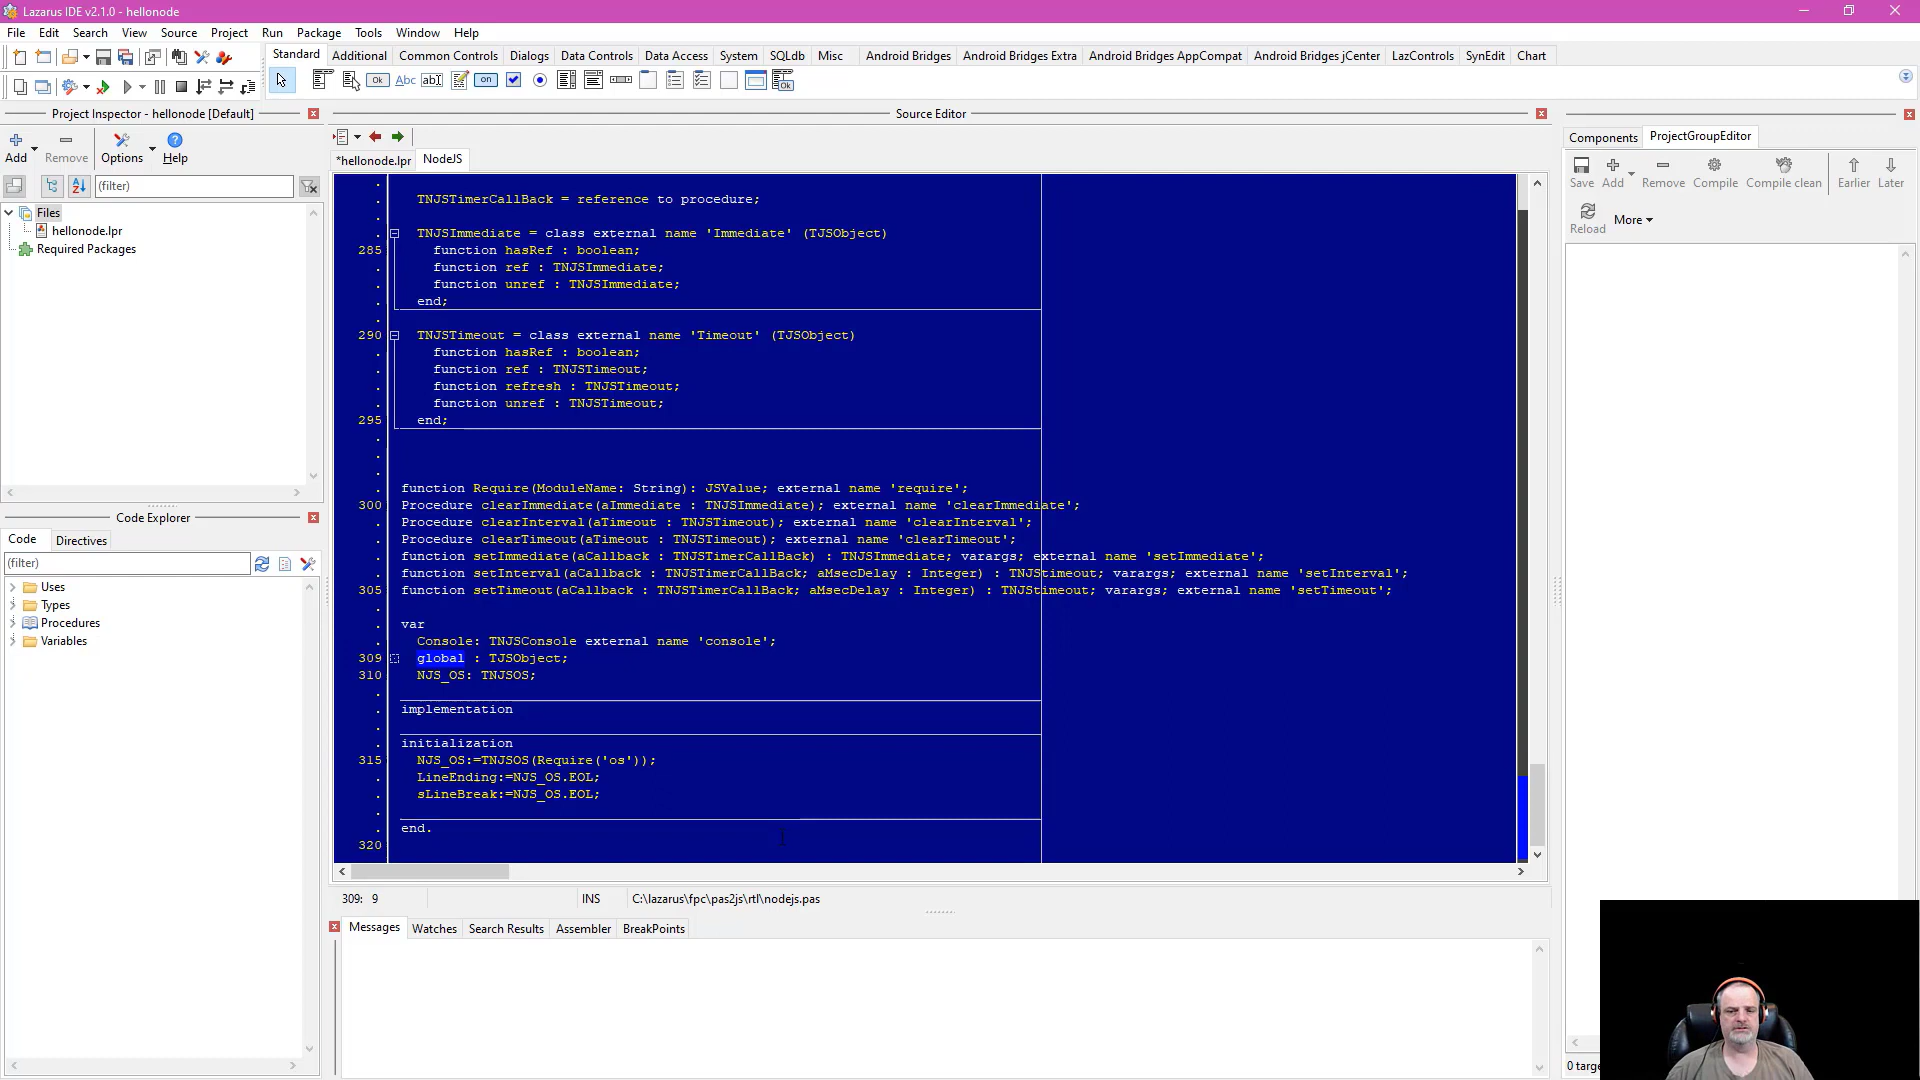 Lazarus IDE v2.1.0 - hellonode
File Edit Search View Source Project Run Package Tools Window Help
Standard Additional Common Controls Dialogs Data Controls Data Access System SQLdb Misc Android Bridges Android Bridges Extra Android Bridges AppCompat Android Bridges jCenter LazControls SynEdit Chart
Ok Abc abI on Ok
Project Inspector - hellonode [Default]
Add Remove Options Help
(filter)
Files
hellonode.lpr
Required Packages
Code Explorer
Code Directives
(filter)
Uses
Types
Procedures
Variables
Source Editor
*hellonode.lpr NodeJS
TNJSTimerCallBack = reference to procedure;
TNJSImmediate = class external name 'Immediate' (TJSObject)
285 function hasRef : boolean;
function ref : TNJSImmediate;
function unref : TNJSImmediate;
end;
290 TNJSTimeout = class external name 'Timeout' (TJSObject)
function hasRef : boolean;
function ref : TNJSTimeout;
function refresh : TNJSTimeout;
function unref : TNJSTimeout;
295 end;
function Require(ModuleName: String): JSValue; external name 'require';
300 Procedure clearImmediate(aImmediate : TNJSImmediate); external name 'clearImmediate';
Procedure clearInterval(aTimeout : TNJSTimeout); external name 'clearInterval';
Procedure clearTimeout(aTimeout : TNJSTimeout); external name 'clearTimeout';
function setImmediate(aCallback : TNJSTimerCallBack) : TNJSImmediate; varargs; external name 'setImmediate';
function setInterval(aCallback : TNJSTimerCallBack; aMsecDelay : Integer) : TNJStimeout; varargs; external name 'setInterval';
305 function setTimeout(aCallback : TNJSTimerCallBack; aMsecDelay : Integer) : TNJStimeout; varargs; external name 'setTimeout';
var
Console: TNJSConsole external name 'console';
309 global : TJSObject;
310 NJS_OS: TNJSOS;
implementation
initialization
315 NJS_OS:=TNJSOS(Require('os'));
LineEnding:=NJS_OS.EOL;
sLineBreak:=NJS_OS.EOL;
end.
320
309: 9 INS C:\lazarus\fpc\pas2js\rtl\nodejs.pas
Messages Watches Search Results Assembler BreakPoints
Components ProjectGroupEditor
Save Add Remove Compile Compile clean Earlier Later
Reload More
0 targe